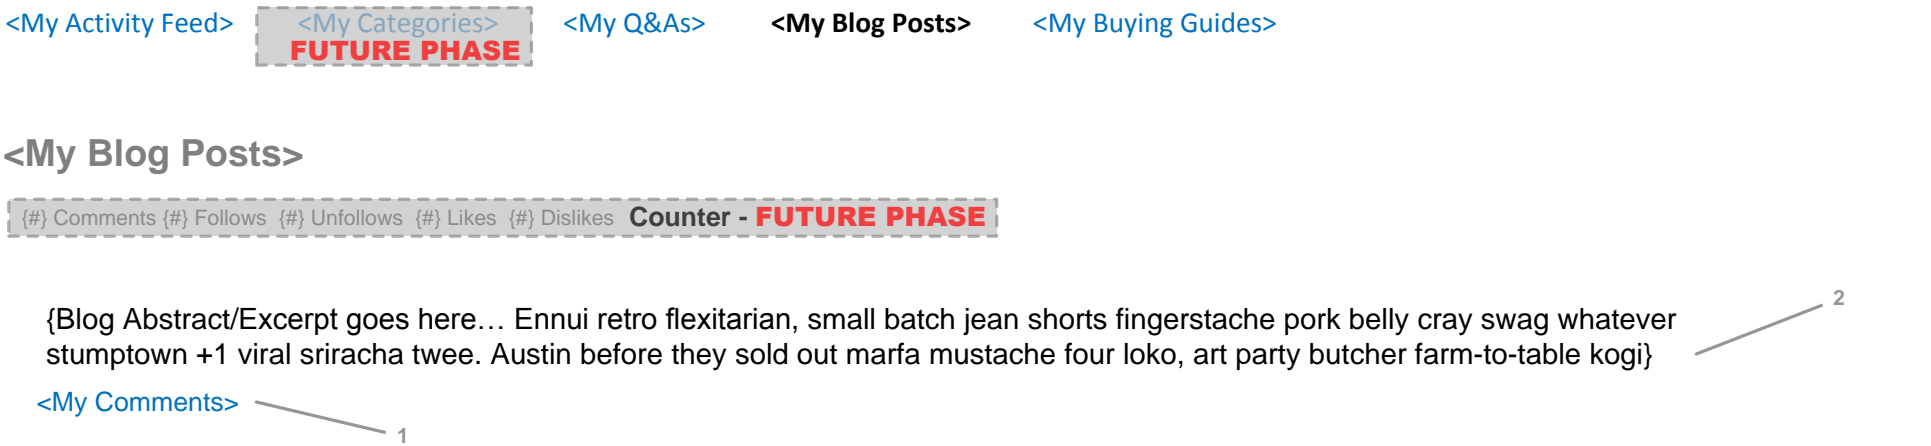 <My Activity Feed> <My Categories> <My Q&As> <My Blog Posts> <My Buying Guides>
FUTURE PHASE
<My Blog Posts>
{#} Comments {#} Follows {#} Unfollows {#} Likes {#} Dislikes Counter - FUTURE PHASE
{Blog Abstract/Excerpt goes here… Ennui retro flexitarian, small batch jean shorts fingerstache pork belly cray swag whatever
stumptown +1 viral sriracha twee. Austin before they sold out marfa mustache four loko, art party butcher farm-to-table kogi}
2
<My Comments>
1